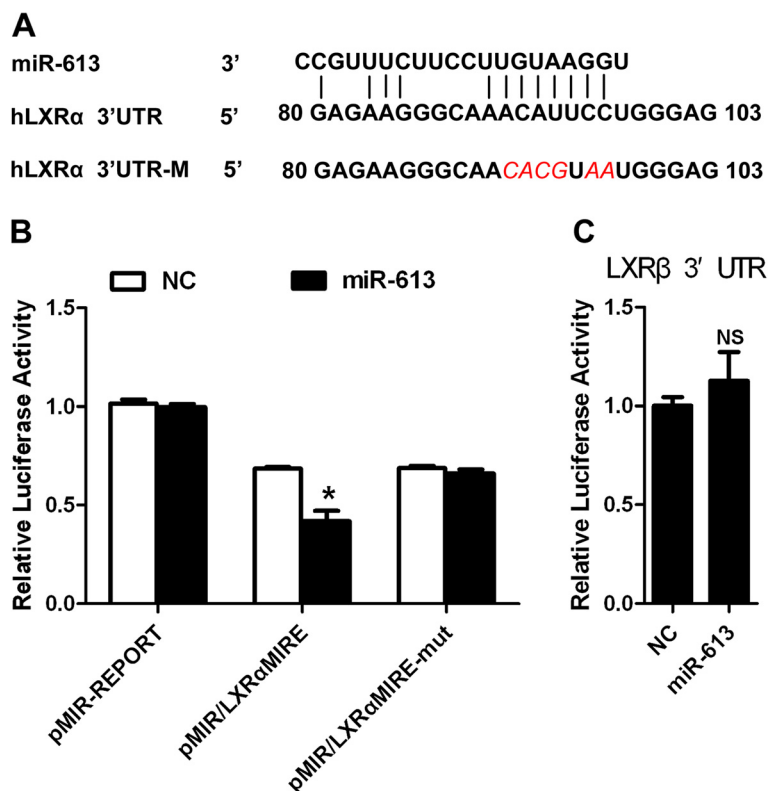 A
miR-613 3’ CCGUUUCUUCCUUGUAAGGU
hLXRα 3’UTR 5’ 80 GAGAAGGGCAAACAUUCCUGGGAG 103
hLXRα 3’UTR-M 5’ 80 GAGAAGGGCAACACGUAAUGGGAG 103
B
NC miR-613
Relative Luciferase Activity
1.5
1.0
0.5
0.0
*
pMIR-REPORT
pMIR/LXRαMIRE
pMIR/LXRαMIRE-mut
C
LXRβ 3′ UTR
Relative Luciferase Activity
1.5
1.0
0.5
0.0
NS
NC
miR-613